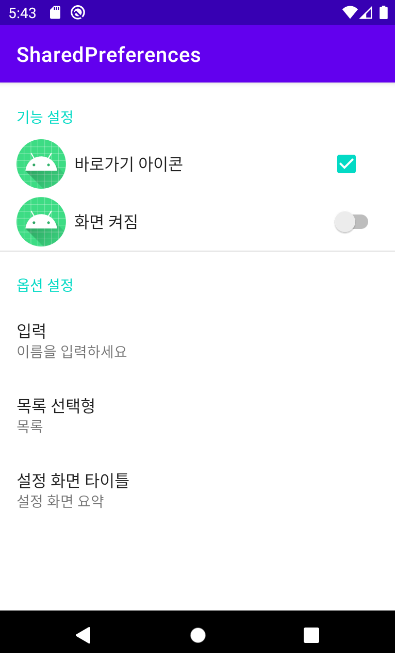 5:43
SharedPreferences
기능 설정
바로가기 아이콘
화면 켜짐
옵션 설정
입력
이름을 입력하세요
목록 선택형
목록
설정 화면 타이틀
설정 화면 요약